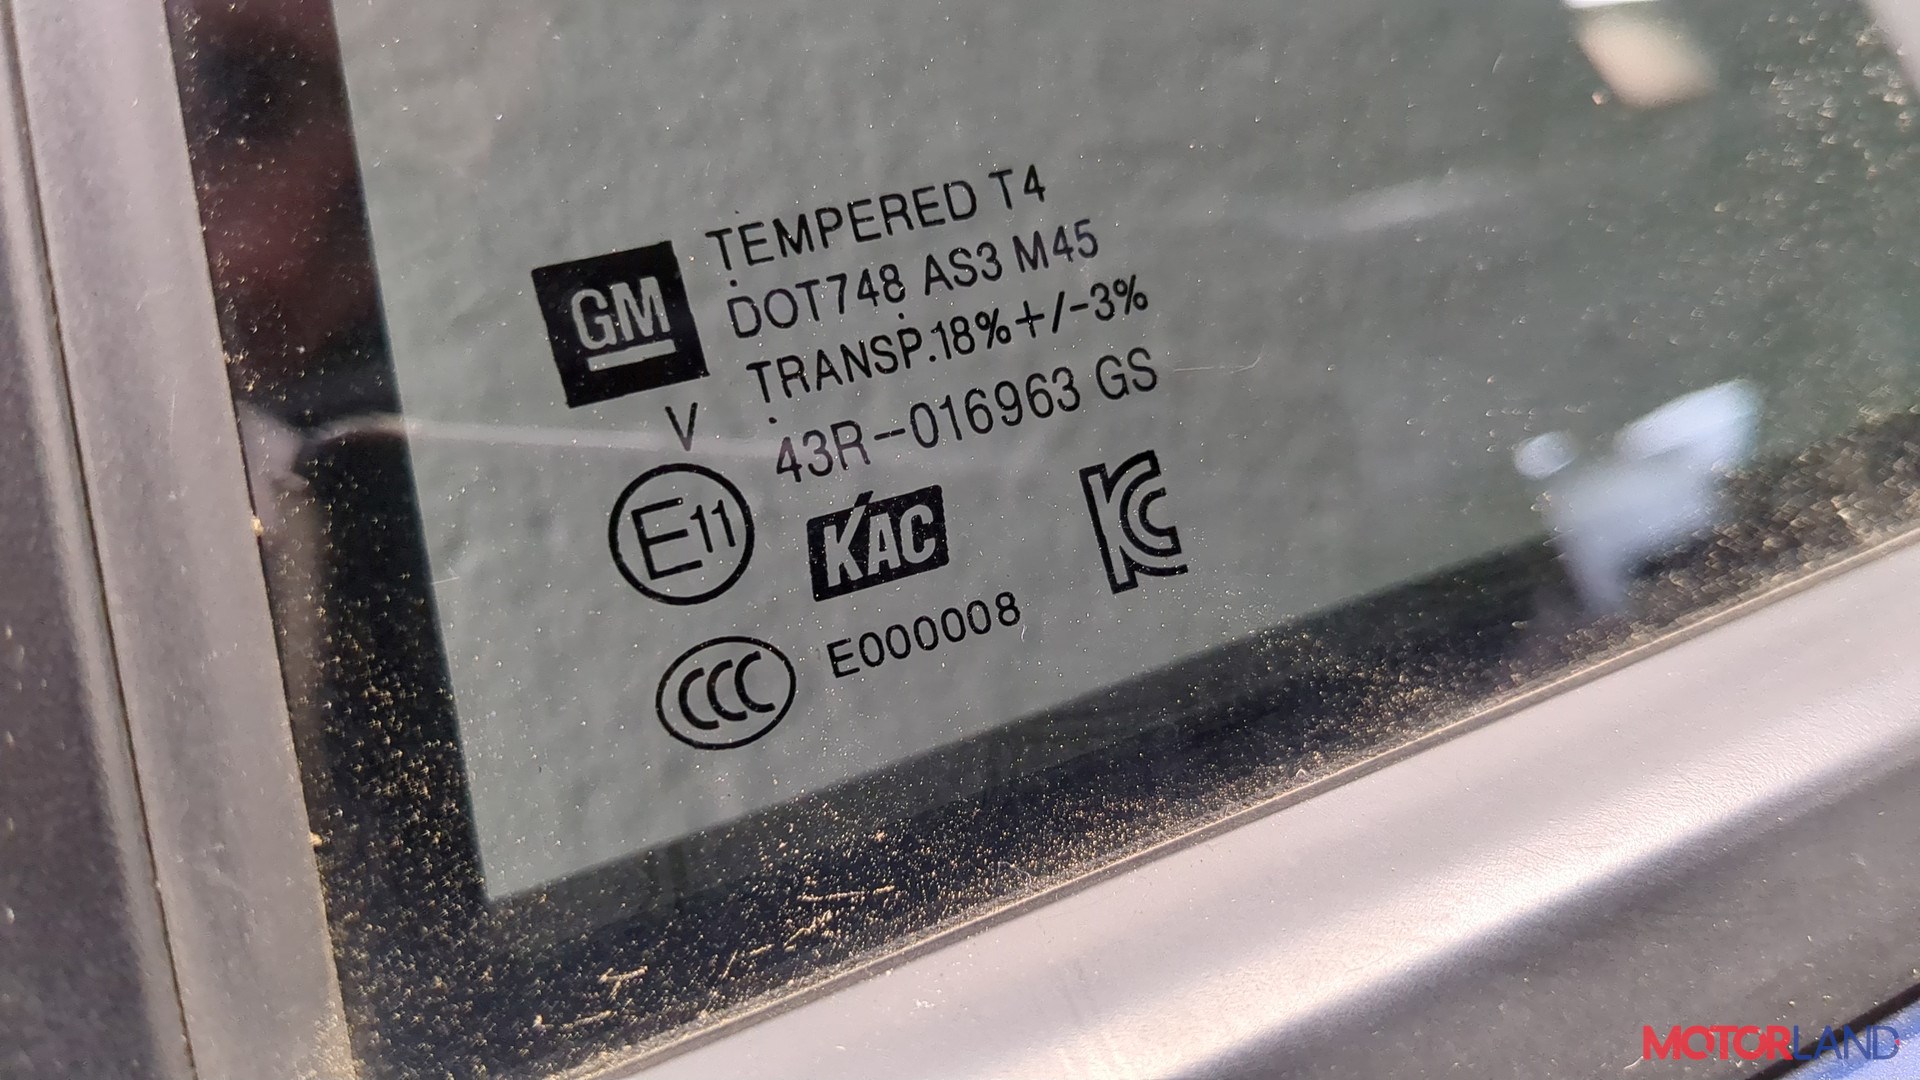 GM
TEMPERED T4
DOT748 AS3 M45
TRANSP.18%+/-3%
V
43R-016963 GS
E11
KAC
KC
CCC
E000008
MOTORLAND